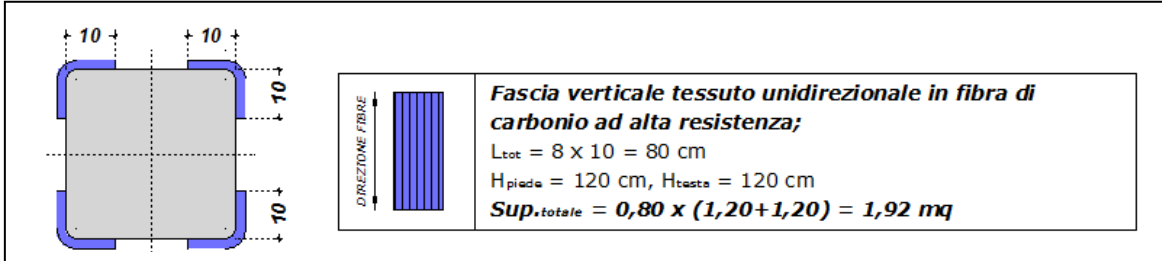 10 10
10
10
DIREZIONE FIBRE
Fascia verticale tessuto unidirezionale in fibra di
carbonio ad alta resistenza;
Ltot = 8 x 10 = 80 cm
Hpiede = 120 cm, Htesta = 120 cm
Sup.totale = 0,80 x (1,20+1,20) = 1,92 mq